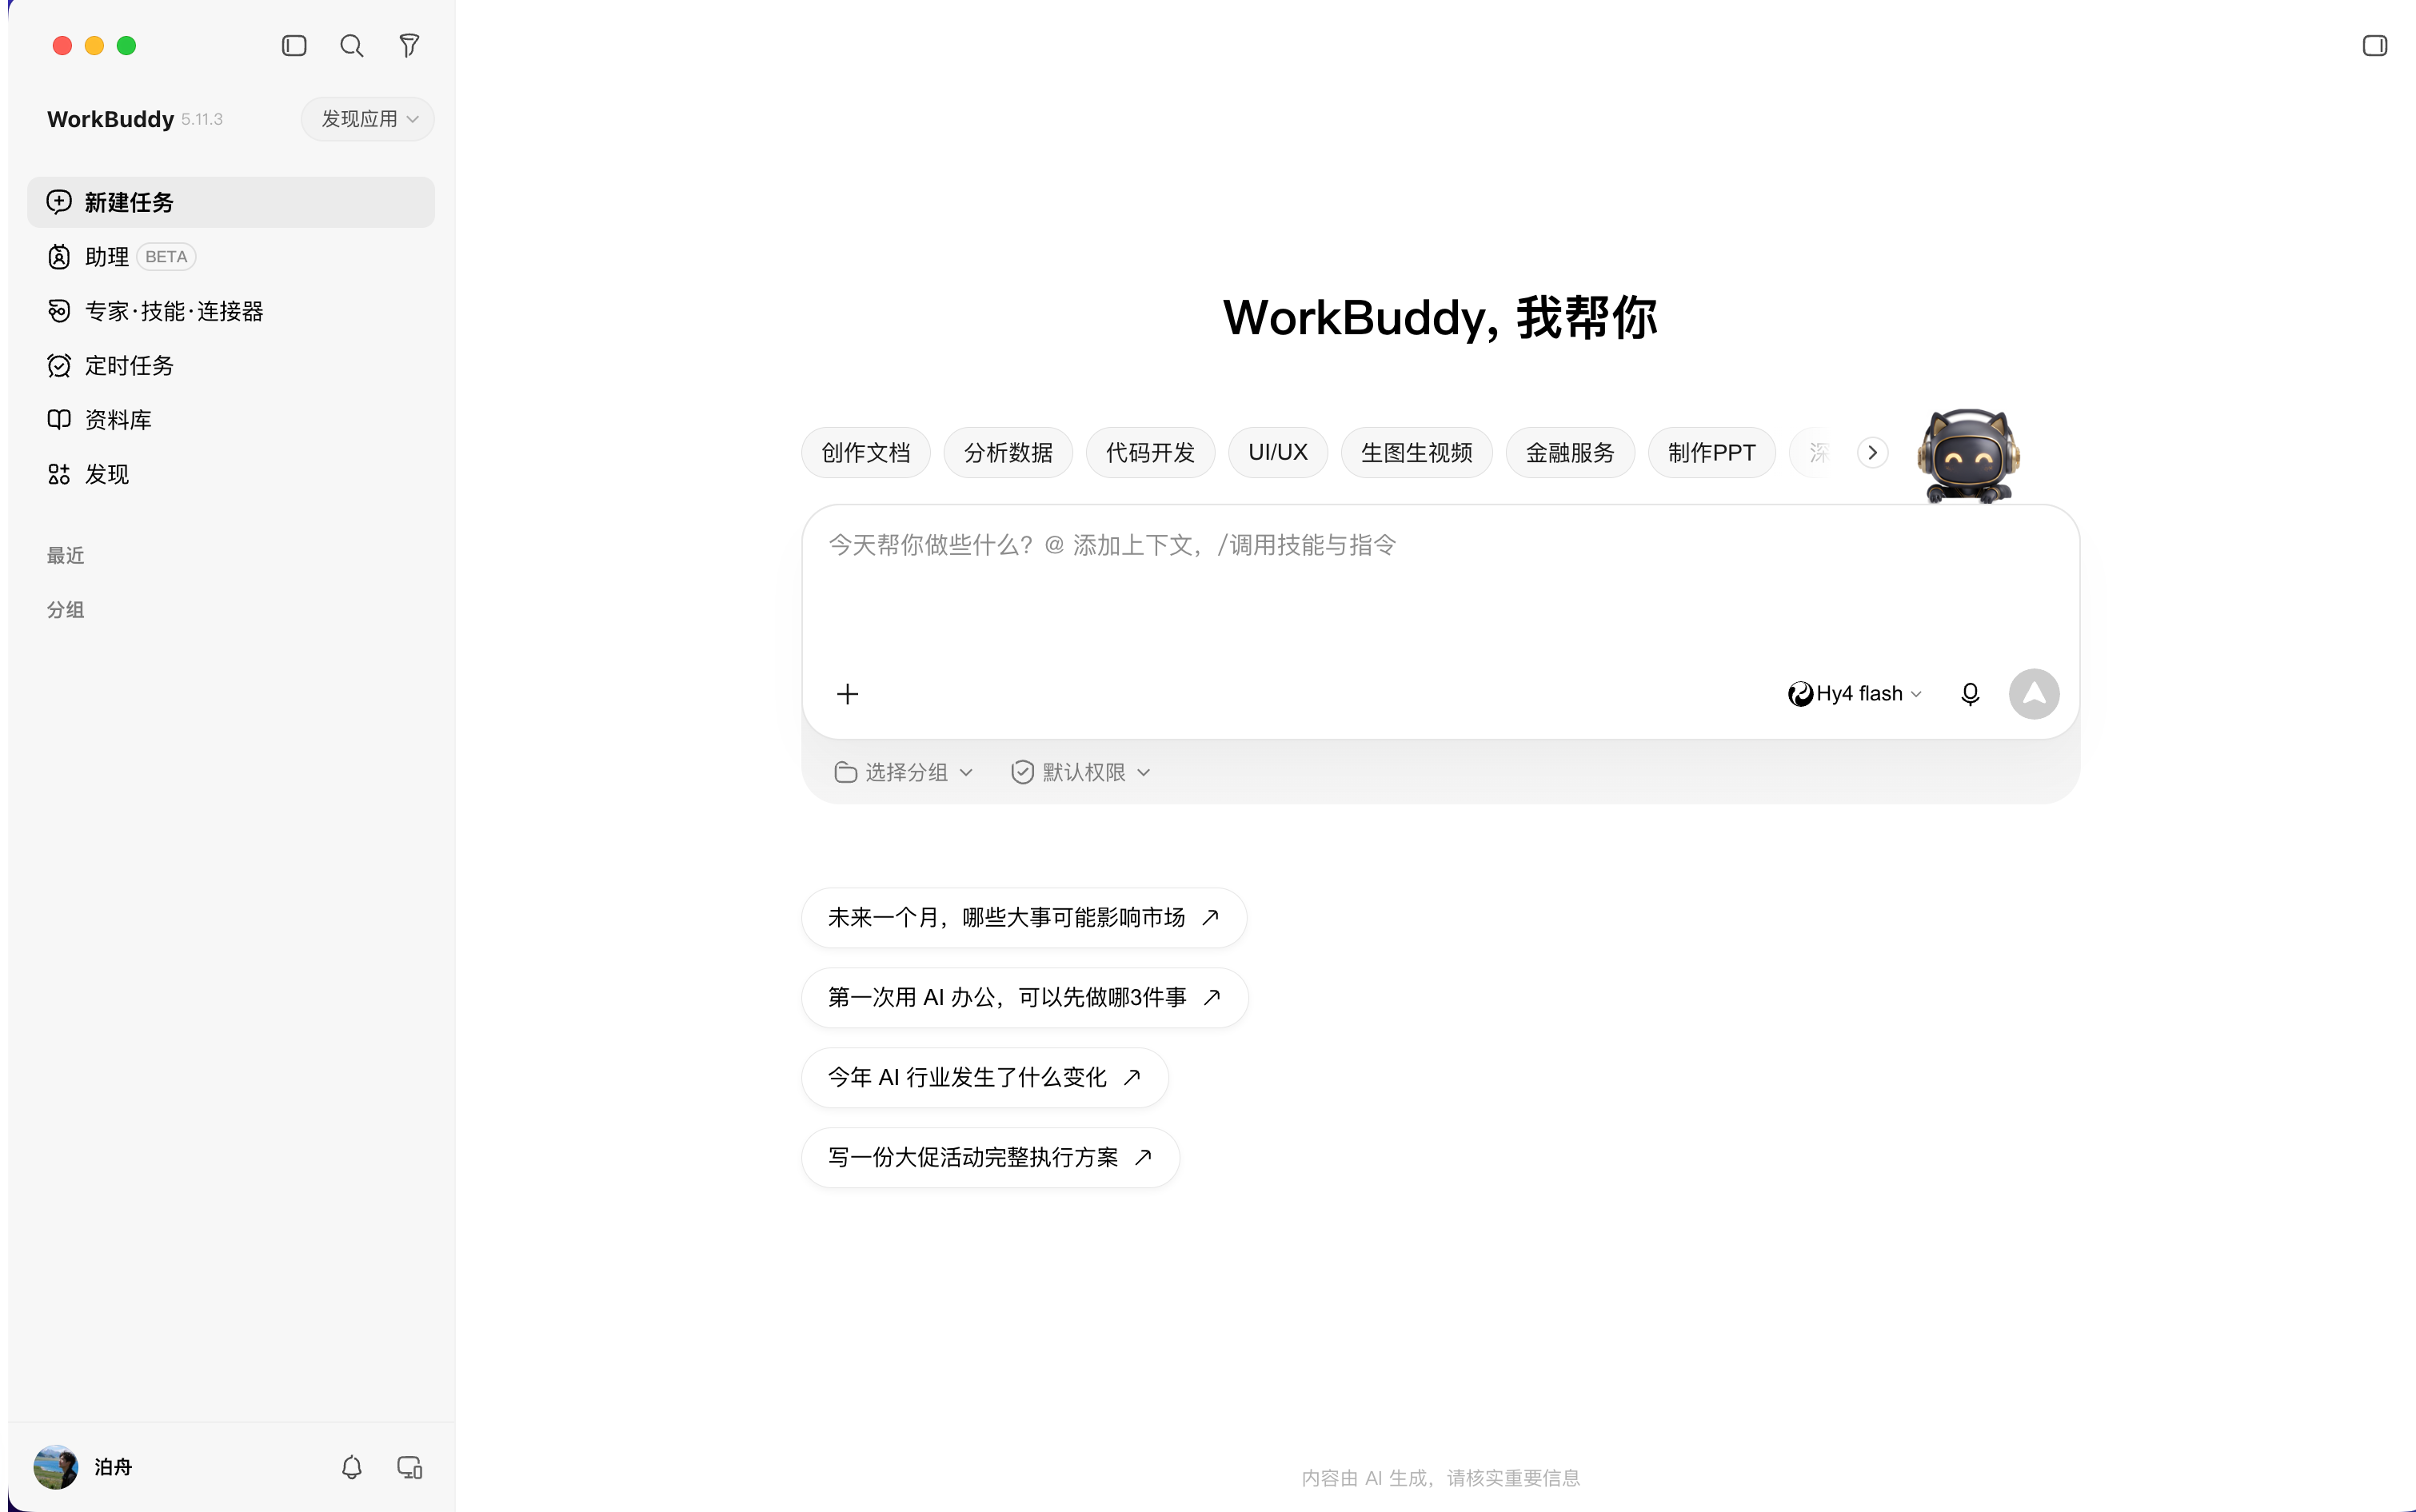 WorkBuddy 5.11.3
发现应用
新建任务
助理 BETA
专家·技能·连接器
定时任务
资料库
发现
最近
分组
泊舟
WorkBuddy, 我帮你
创作文档 分析数据 代码开发 UI/UX 生图生视频 金融服务 制作PPT 深
今天帮你做些什么？@ 添加上下文，/调用技能与指令
Hy4 flash
选择分组 默认权限
未来一个月，哪些大事可能影响市场
第一次用 AI 办公，可以先做哪3件事
今年 AI 行业发生了什么变化
写一份大促活动完整执行方案
内容由 AI 生成，请核实重要信息